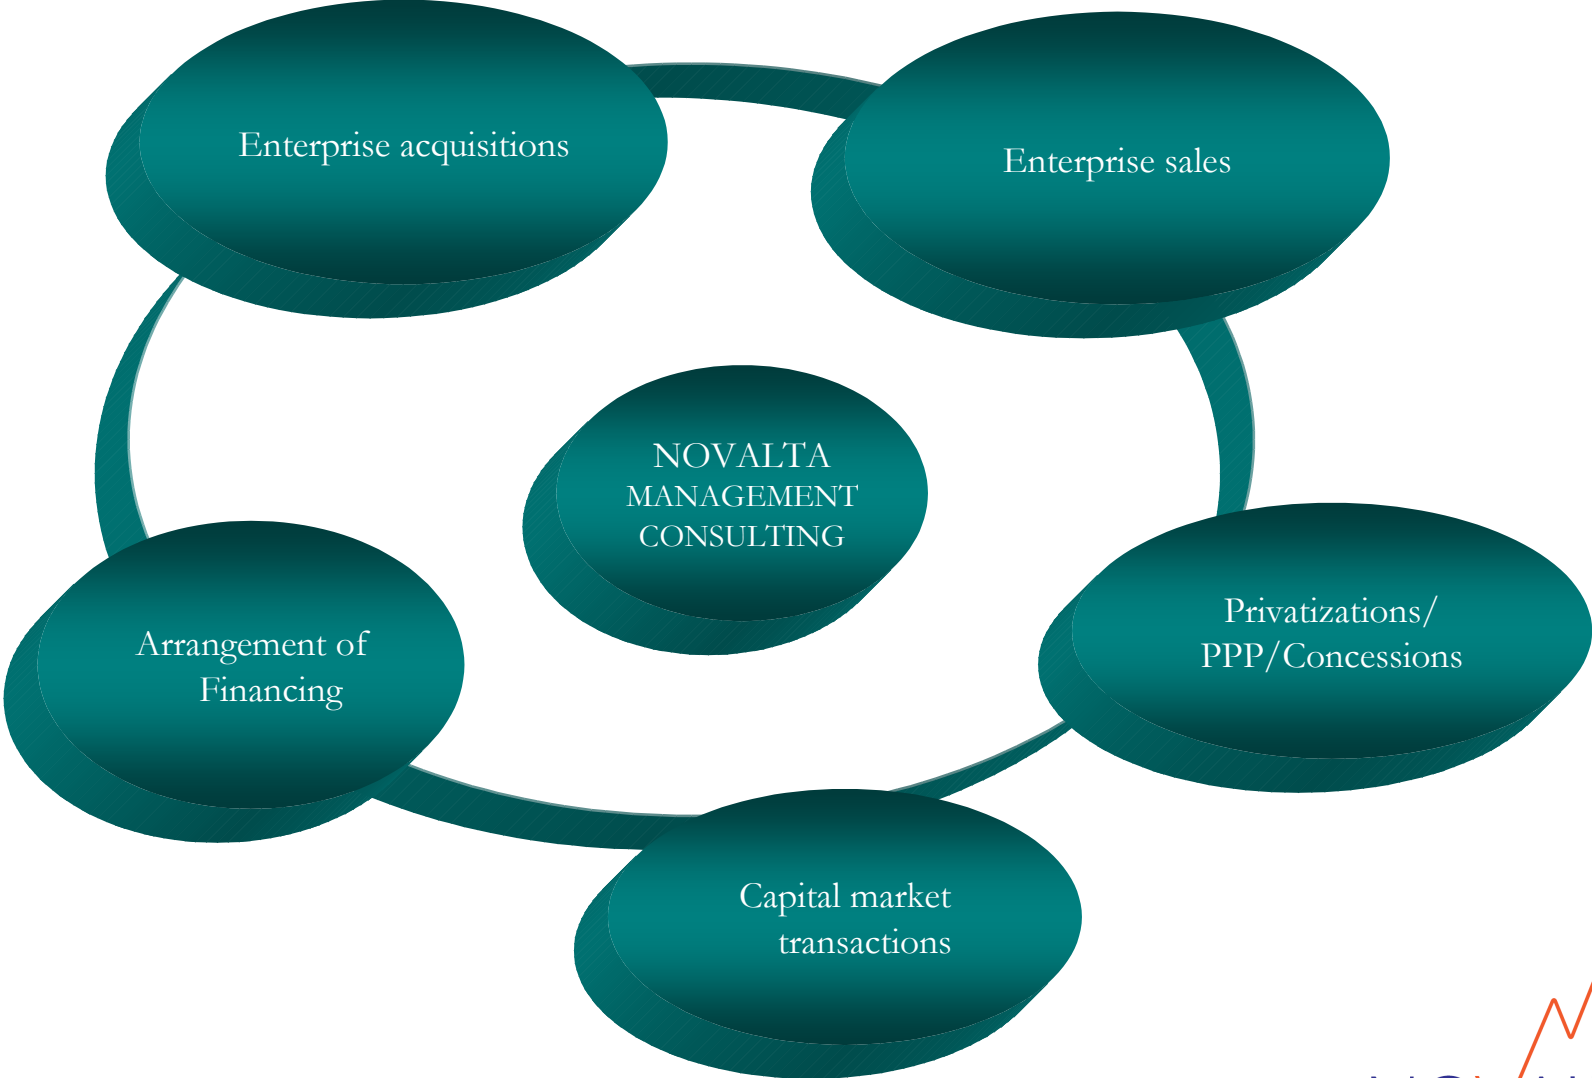 Enterprise acquisitions
Enterprise sales
NOVALTA
MANAGEMENT
CONSULTING
Privatizations/
PPP/Concessions
Arrangement of
Financing
Capital market
transactions